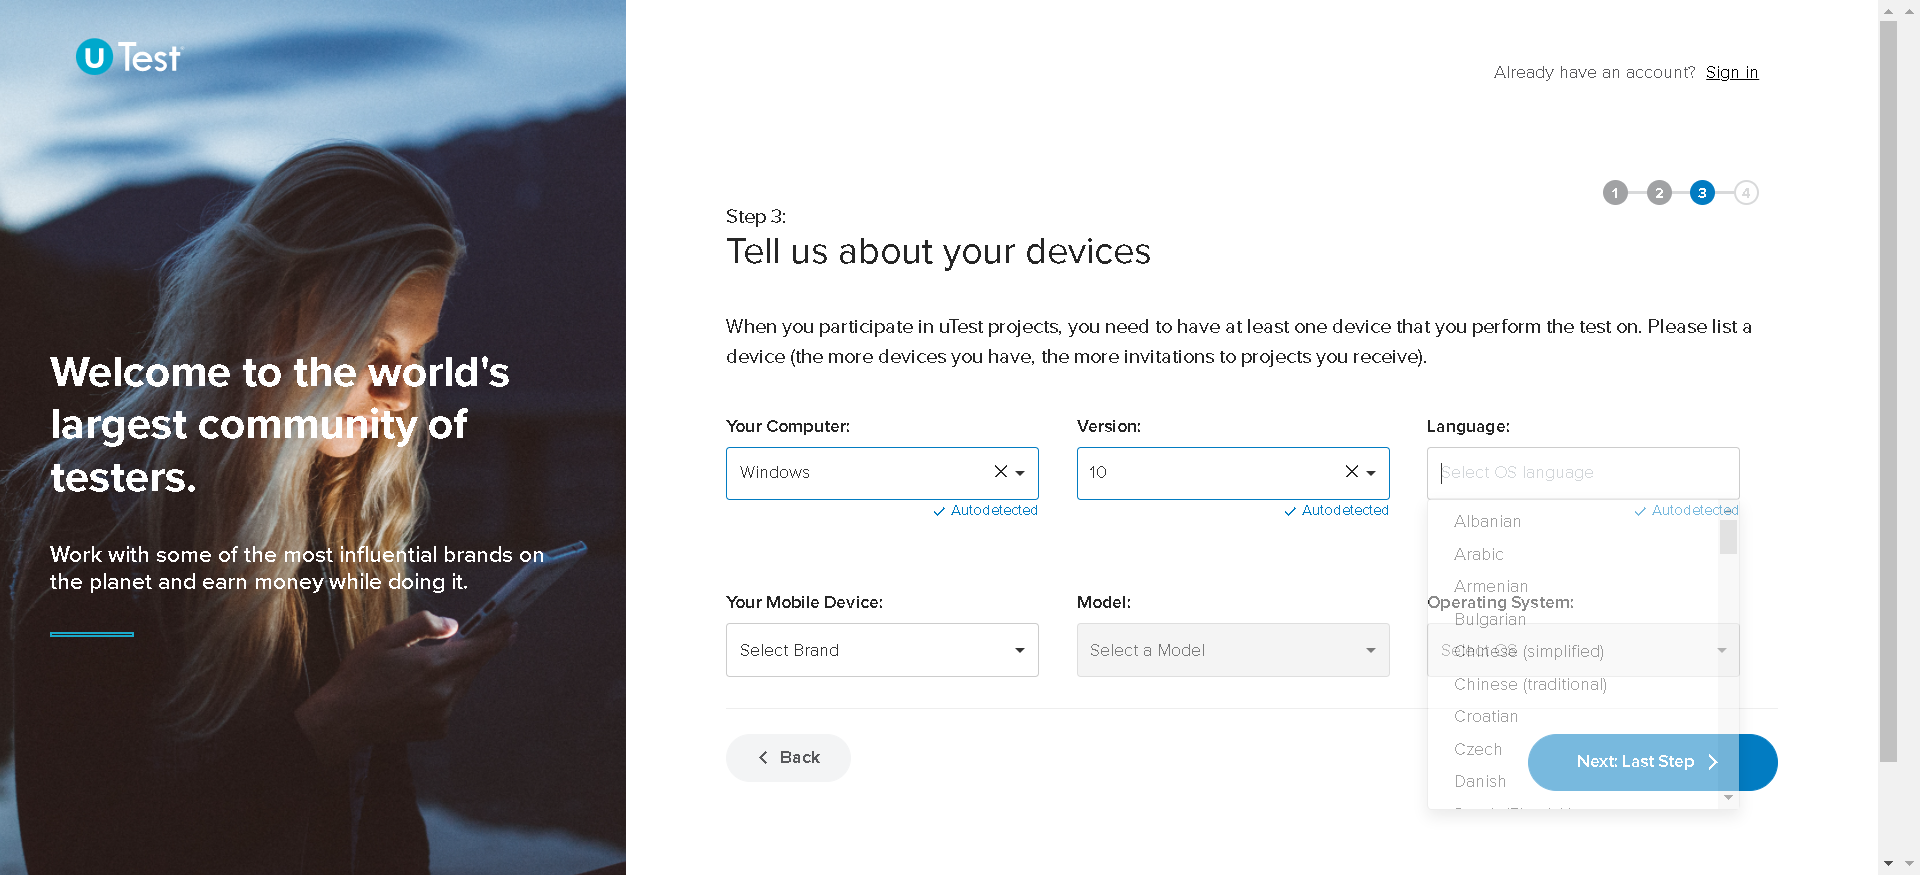 U Test
Already have an account? Sign in
1 2 3 4
Step 3:
Tell us about your devices
When you participate in uTest projects, you need to have at least one device that you perform the test on. Please list a
device (the more devices you have, the more invitations to projects you receive).
Welcome to the world's
largest community of
testers.
Work with some of the most influential brands on
the planet and earn money while doing it.
Your Computer: Version: Language:
Windows 10 Select OS language
Autodetected Autodetected Autodetected
Albanian
Arabic
Armenian
Your Mobile Device: Model: Operating System:
Bulgarian
Select Brand Select a Model Select OS
Chinese (simplified)
Chinese (traditional)
Croatian
Czech
Back Next: Last Step
Danish